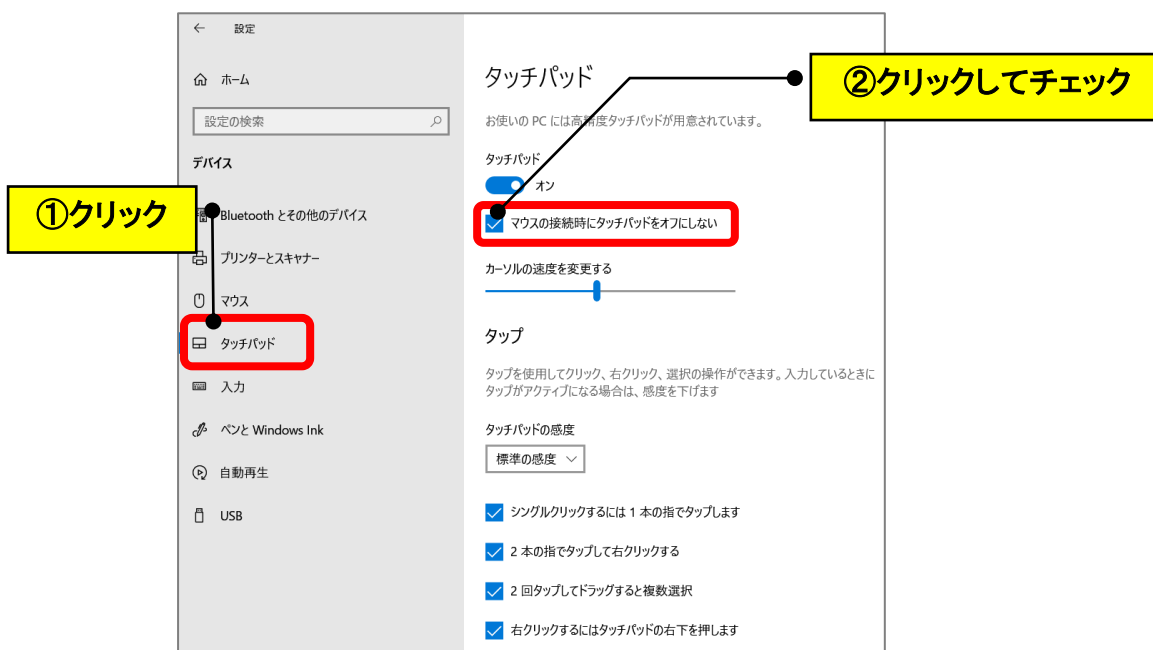 設定
ホーム
設定の検索
デバイス
Bluetooth とその他のデバイス
プリンターとスキャナー
マウス
タッチパッド
入力
ペンと Windows Ink
自動再生
USB
①クリック
タッチパッド
お使いの PC には高精度タッチパッドが用意されています。
タッチパッド
オン
マウスの接続時にタッチパッドをオフにしない
カーソルの速度を変更する
タップ
タップを使用してクリック、右クリック、選択の操作ができます。入力しているときに
タップがアクティブになる場合は、感度を下げます
タッチパッドの感度
標準の感度
シングルクリックするには 1 本の指でタップします
2 本の指でタップして右クリックする
2 回タップしてドラッグすると複数選択
右クリックするにはタッチパッドの右下を押します
②クリックしてチェック